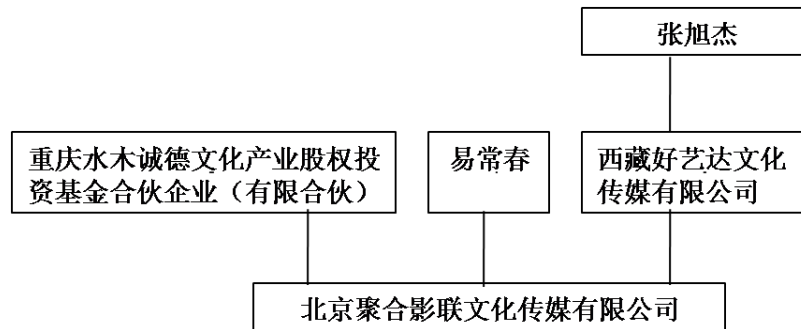 张旭杰
重庆水木诚德文化产业股权投
资基金合伙企业（有限合伙）
易常春
西藏好艺达文化
传媒有限公司
北京聚合影联文化传媒有限公司